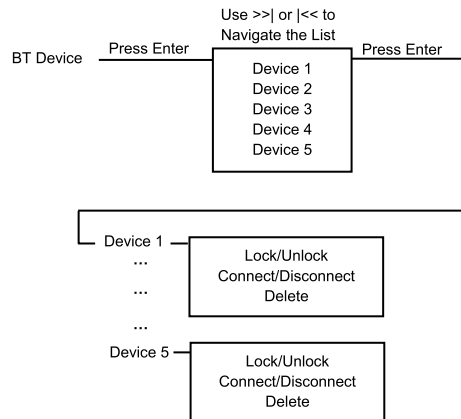 Use >>| or |<< to
Navigate the List
BT Device
Press Enter
Press Enter
Device 1
Device 2
Device 3
Device 4
Device 5
Device 1
Lock/Unlock
Connect/Disconnect
Delete
...
...
...
Device 5
Lock/Unlock
Connect/Disconnect
Delete